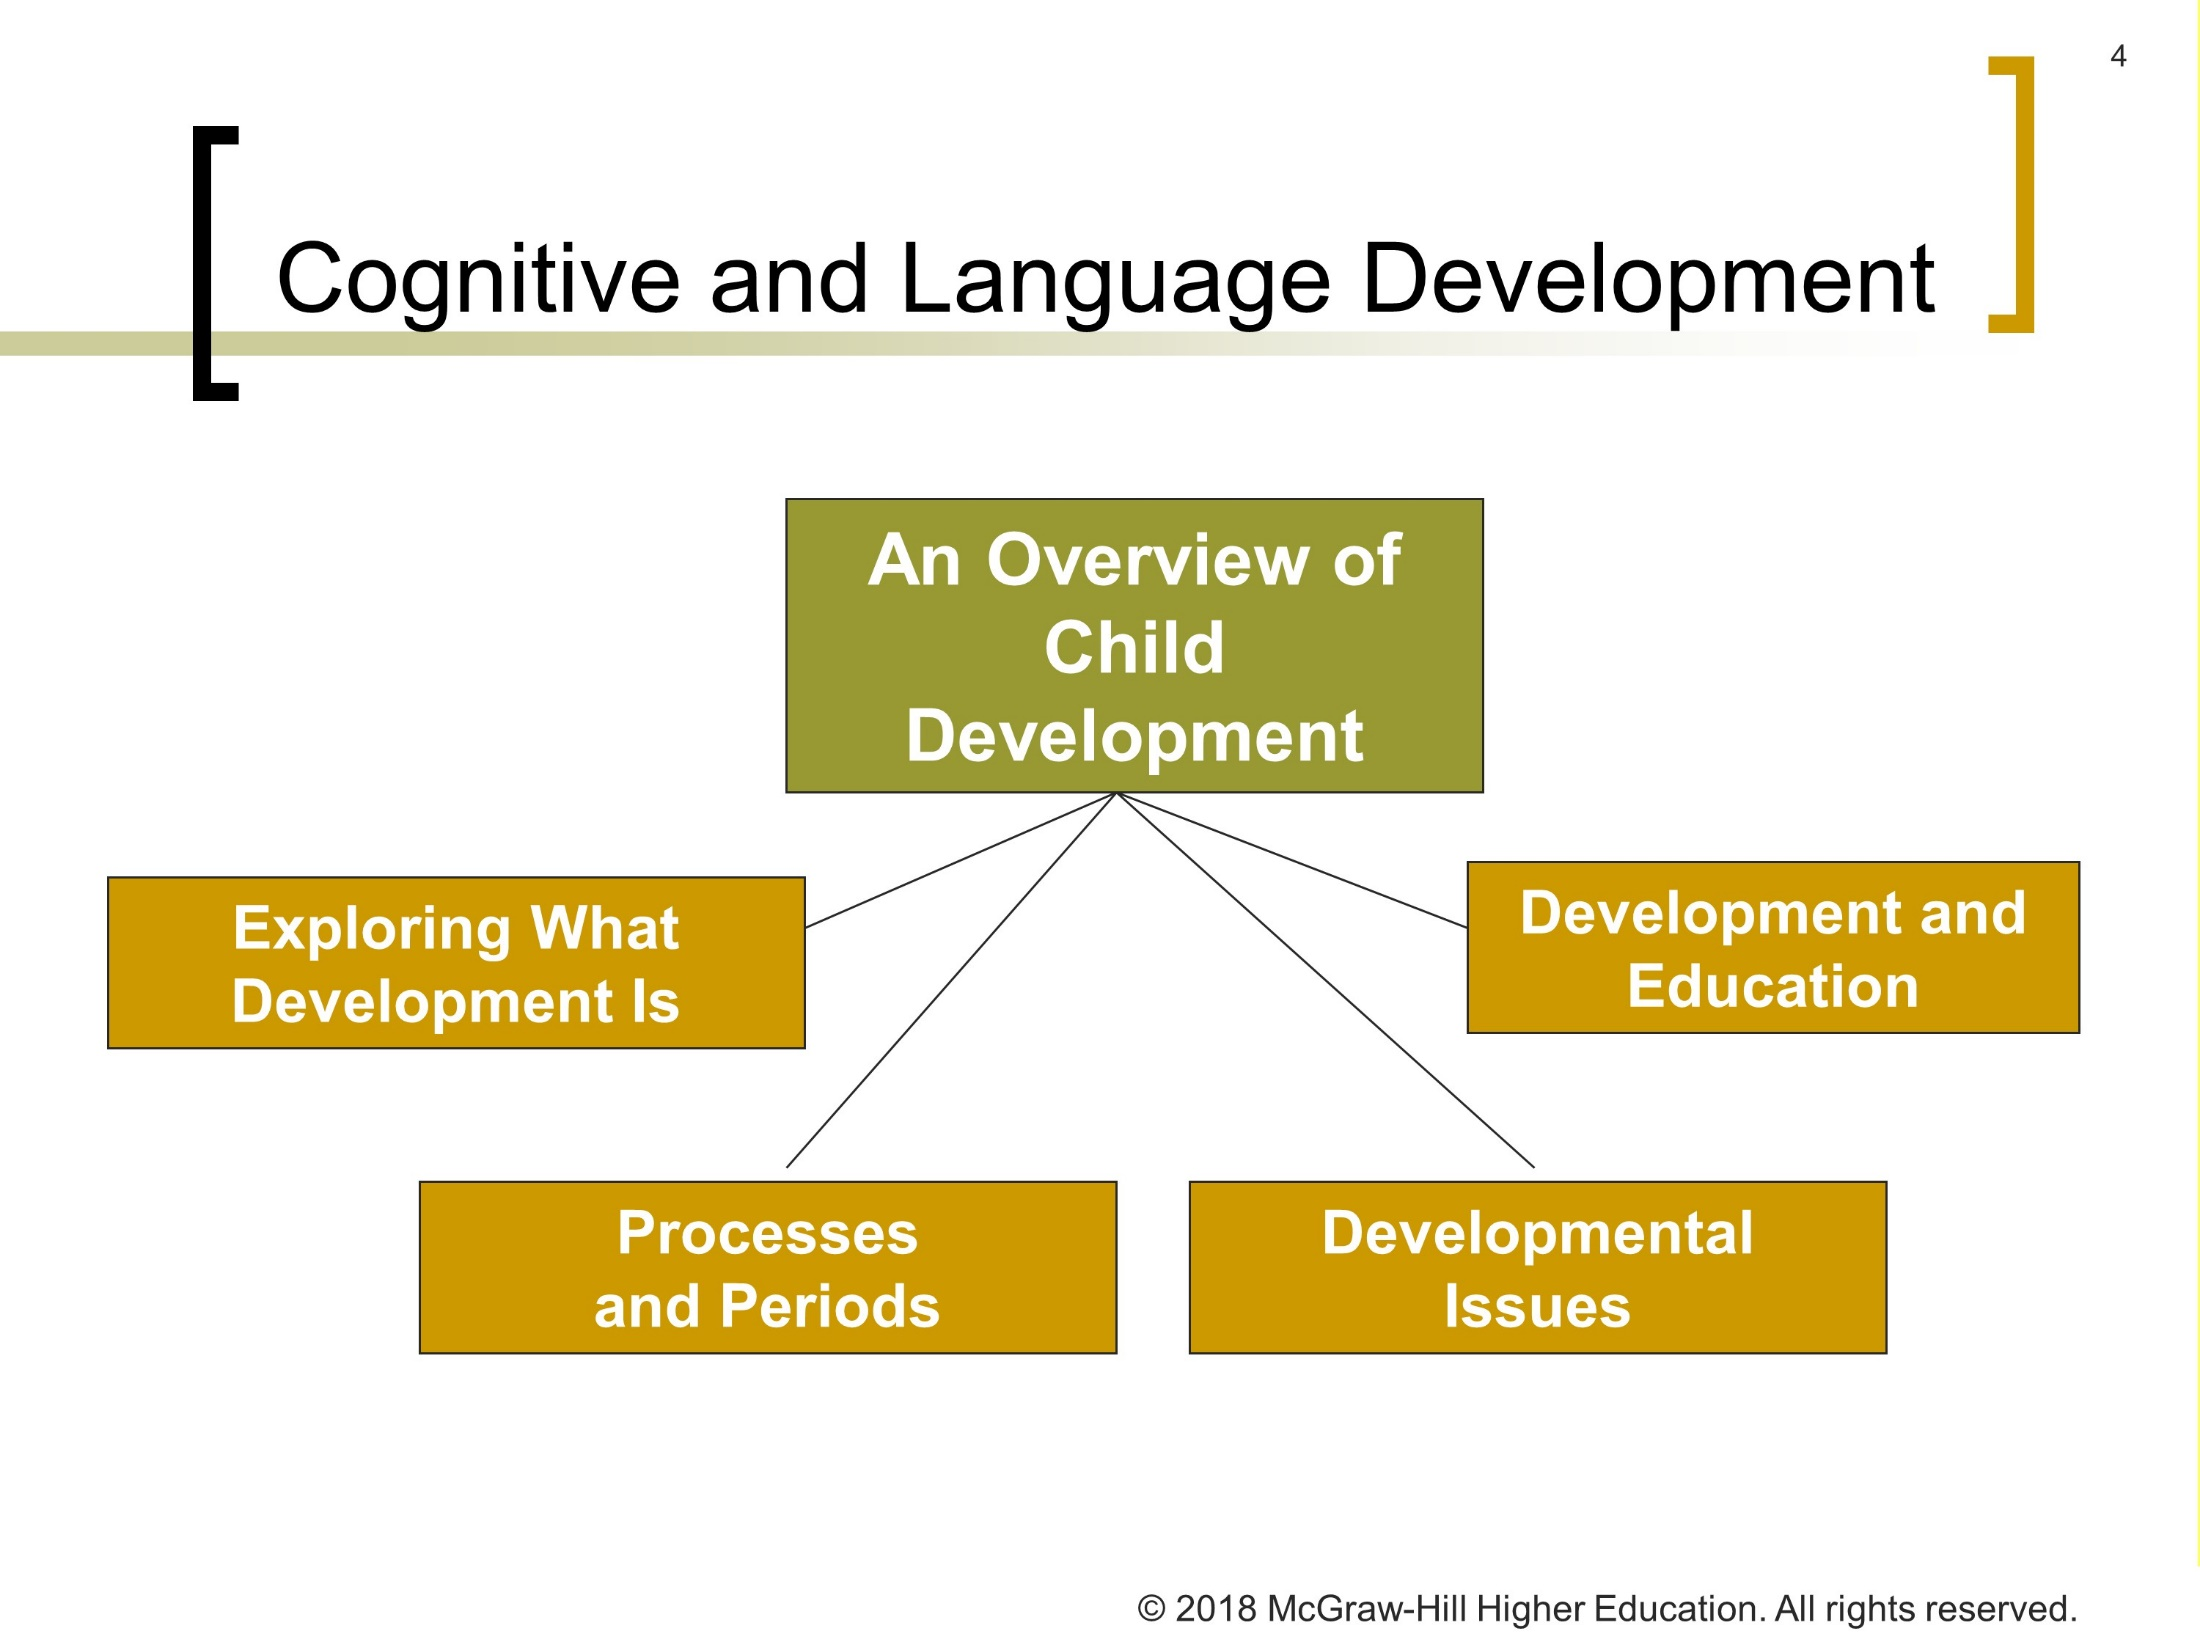 4
Cognitive and Language Development
An Overview of
Child
Development
Exploring What
Development Is
Development and
Education
Processes
and Periods
Developmental
Issues
© 2018 McGraw-Hill Higher Education. All rights reserved.